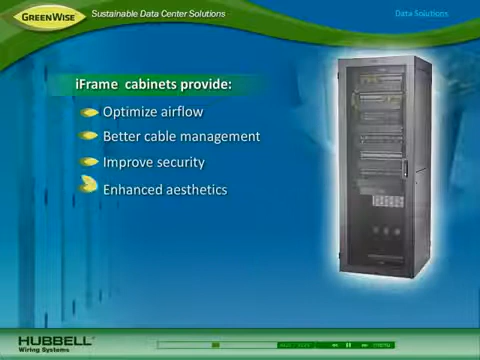 GREENWISE
Sustainable Data Center Solutions
Data Solutions
iFrame cabinets provide:
Optimize airflow
Better cable management
Improve security
Enhanced aesthetics
HUBBELL
Wiring Systems